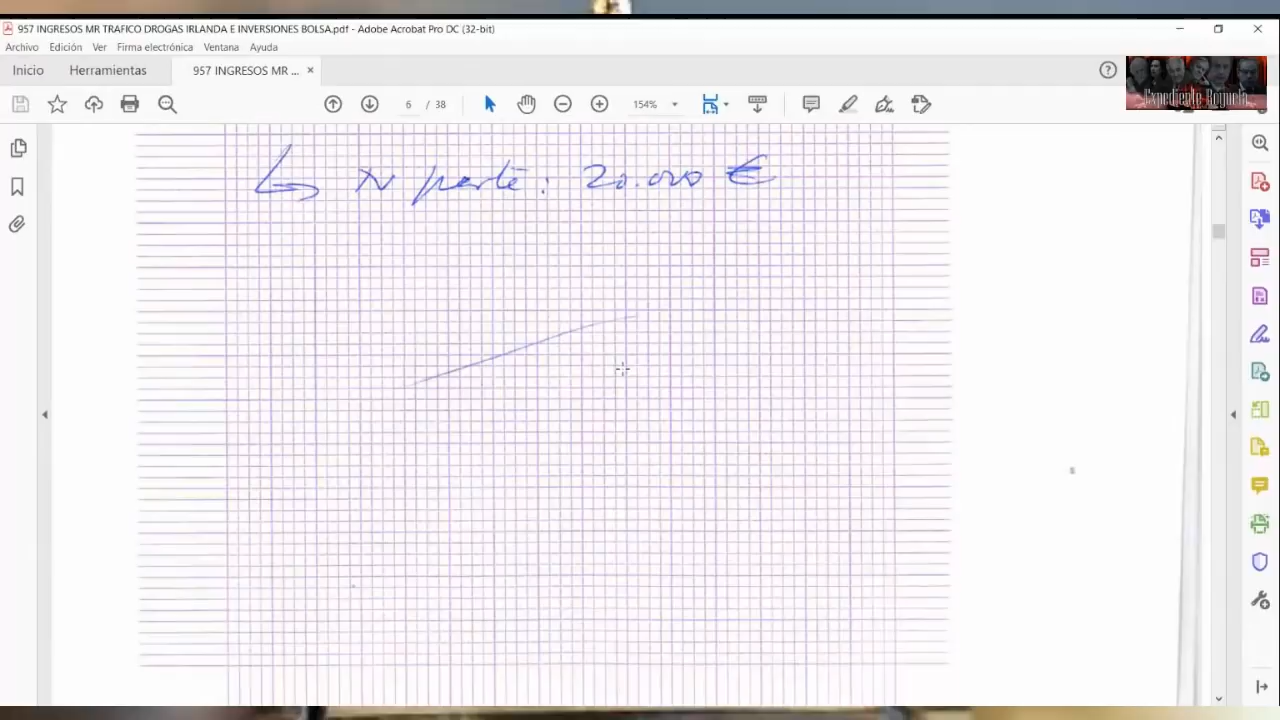 957 INGRESOS MR TRAFICO DROGAS IRLANDA E INVERSIONES BOLSA.pdf - Adobe Acrobat Pro DC (32-bit)
Archivo Edición Ver Firma electrónica Ventana Ayuda
Inicio Herramientas 957 INGRESOS MR ... ×
Expediente Royuela
6 / 38 154%
parte: 20.000 €